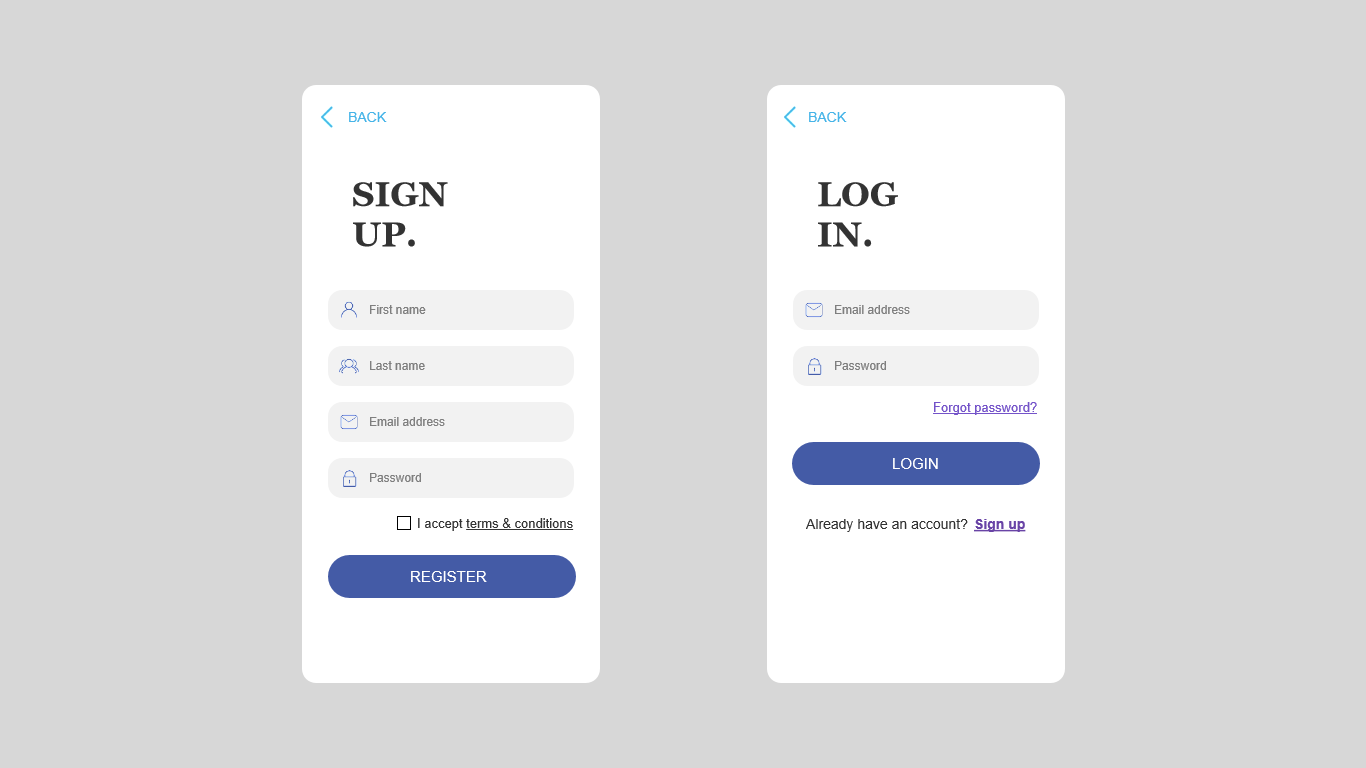 BACK
SIGN
UP.
First name
Last name
Email address
Password
I accept terms & conditions
REGISTER
BACK
LOG
IN.
Email address
Password
Forgot password?
LOGIN
Already have an account? Sign up